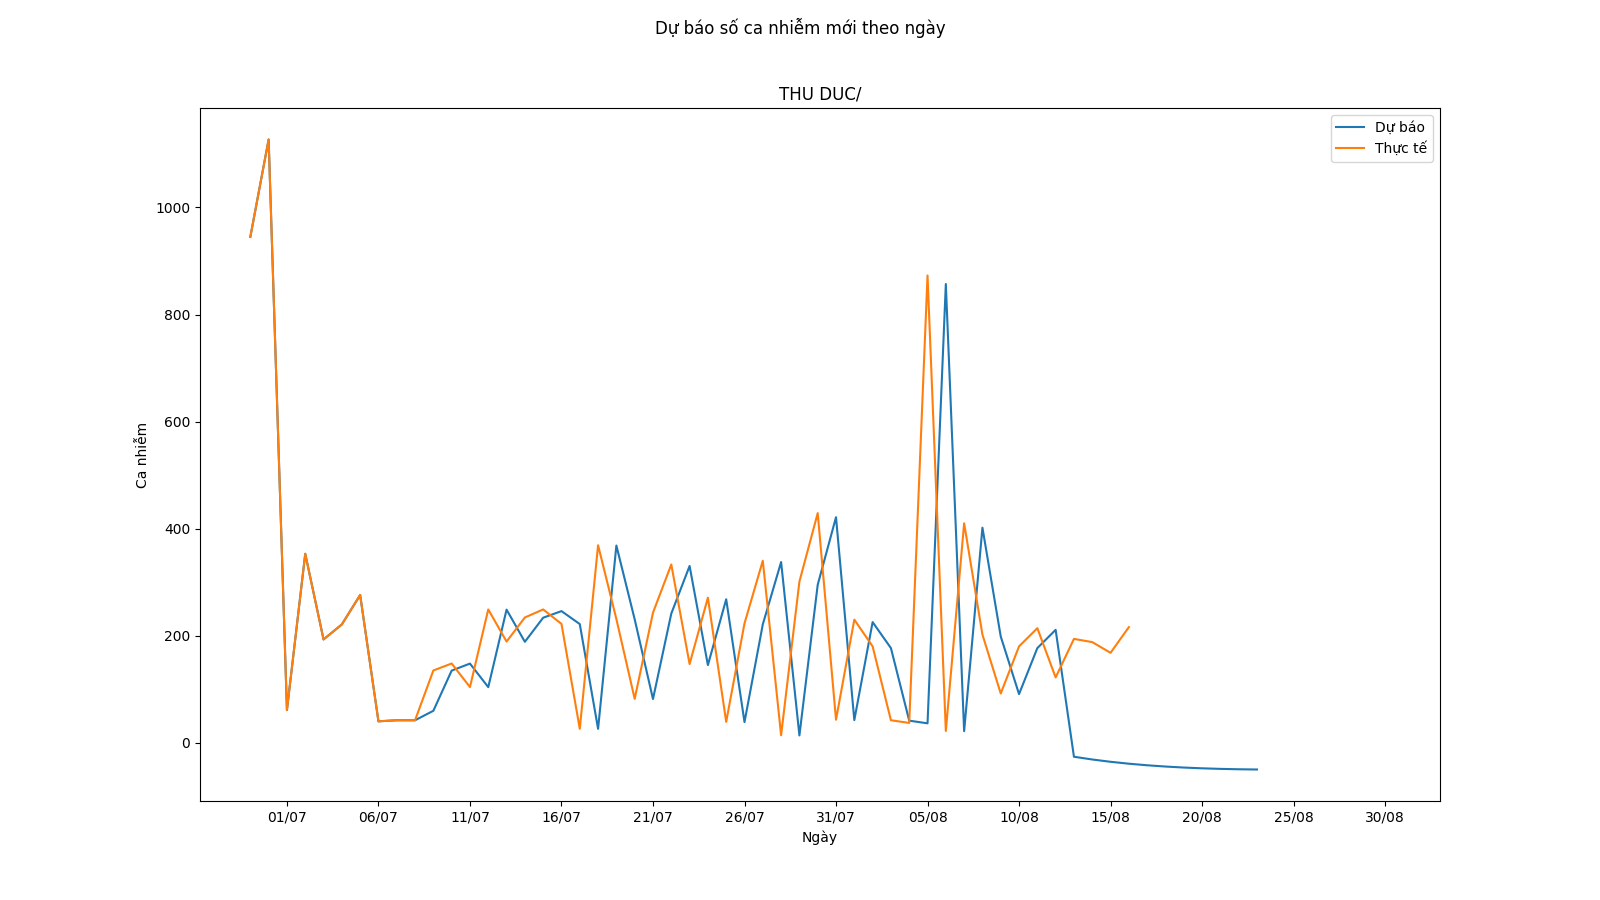 Dự báo số ca nhiễm mới theo ngày
THU DUC/
Dự báo
Thực tế
1000
800
600
400
200
0
Ca nhiễm
01/07 06/07 11/07 16/07 21/07 26/07 31/07 05/08 10/08 15/08 20/08 25/08 30/08
Ngày